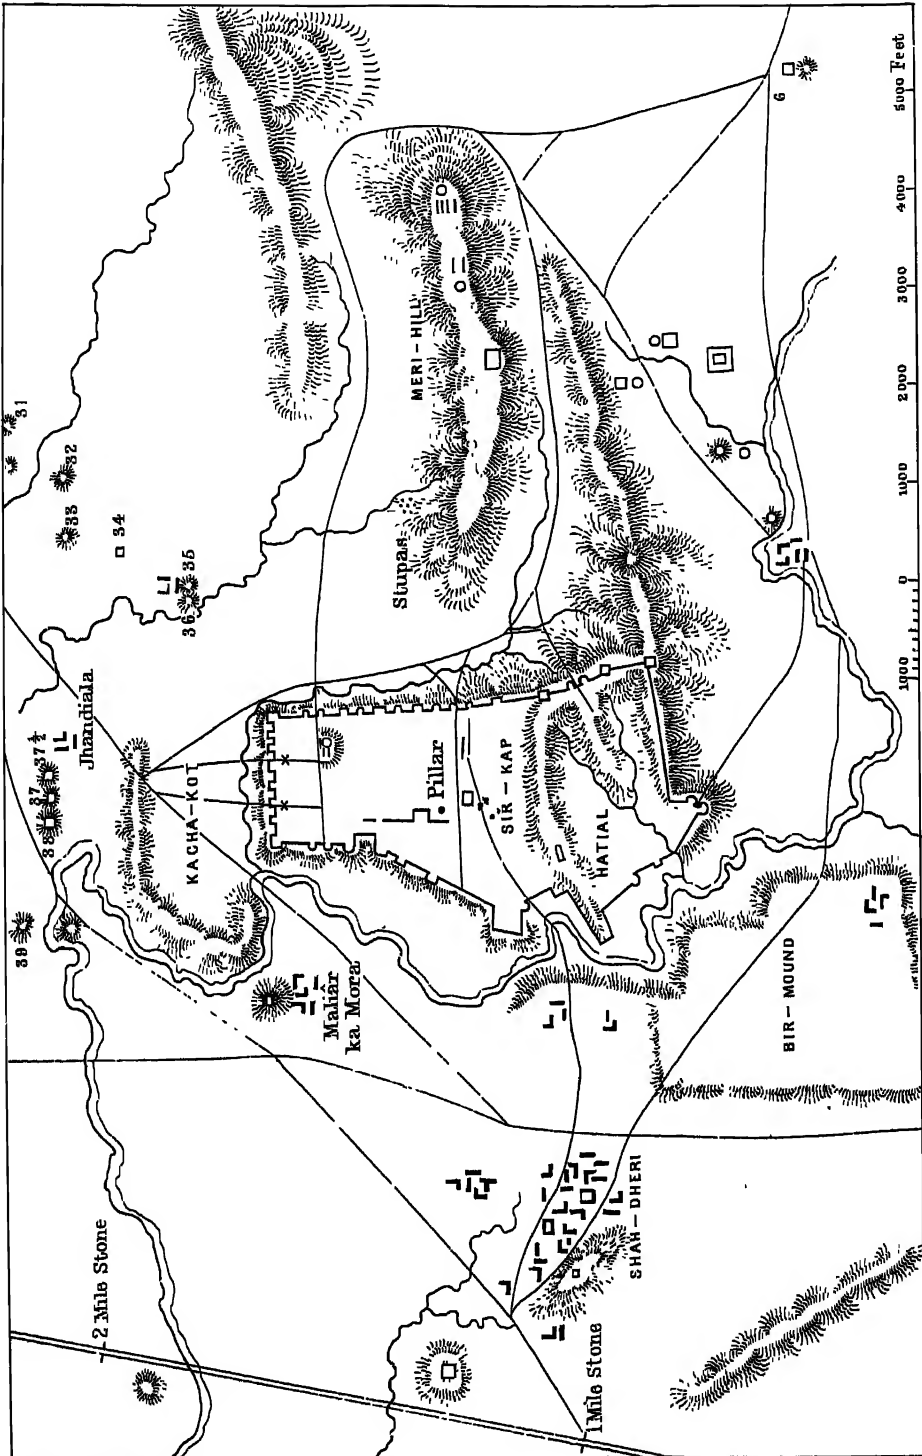 2 Mile Stone
1 Mile Stone
39
38
37
37½
Jhandiala
36
35
34
33
32
31
KACHA-KOT
Maliar
ka Mora
Stupas
MERI-HILL
Pillar
SIR-KAP
HATIAL
SHAH-DHERI
BIR-MOUND
G
1000
0
1000
2000
3000
4000
5000 Feet